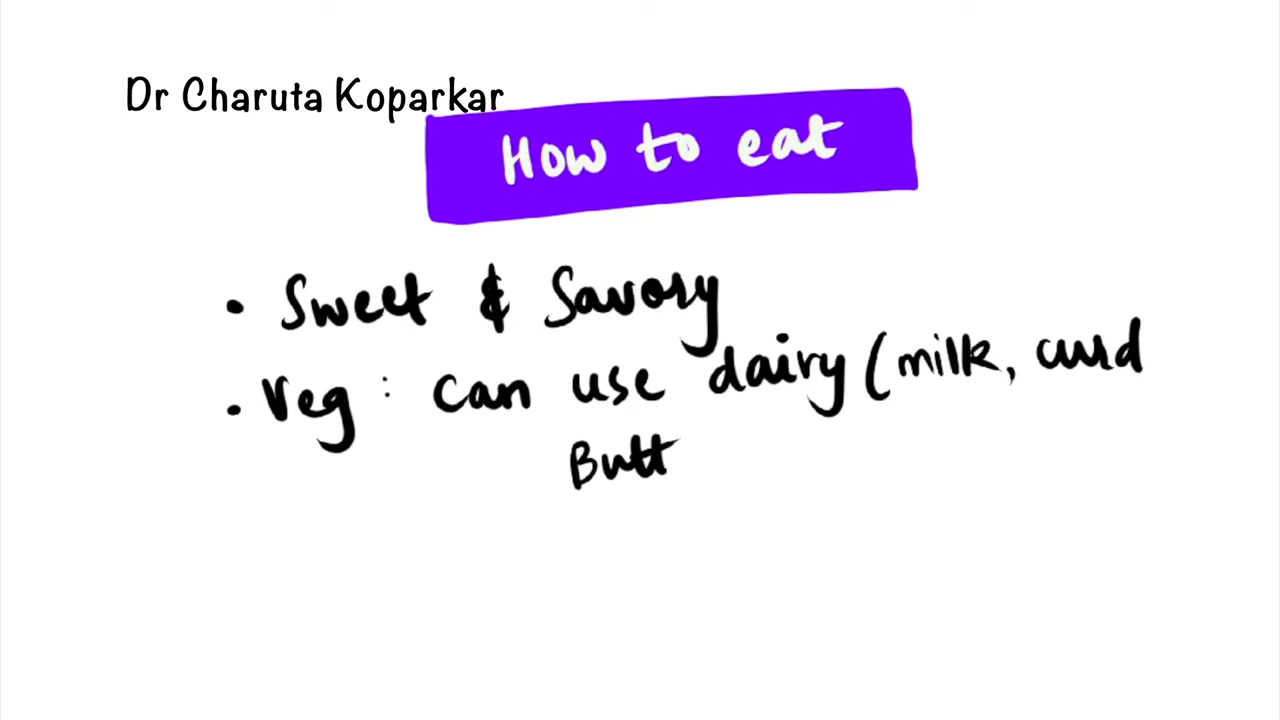 Dr Charuta Koparkar
How to eat
• Sweet & Savory
• Veg : can use dairy (milk, curd
Butt